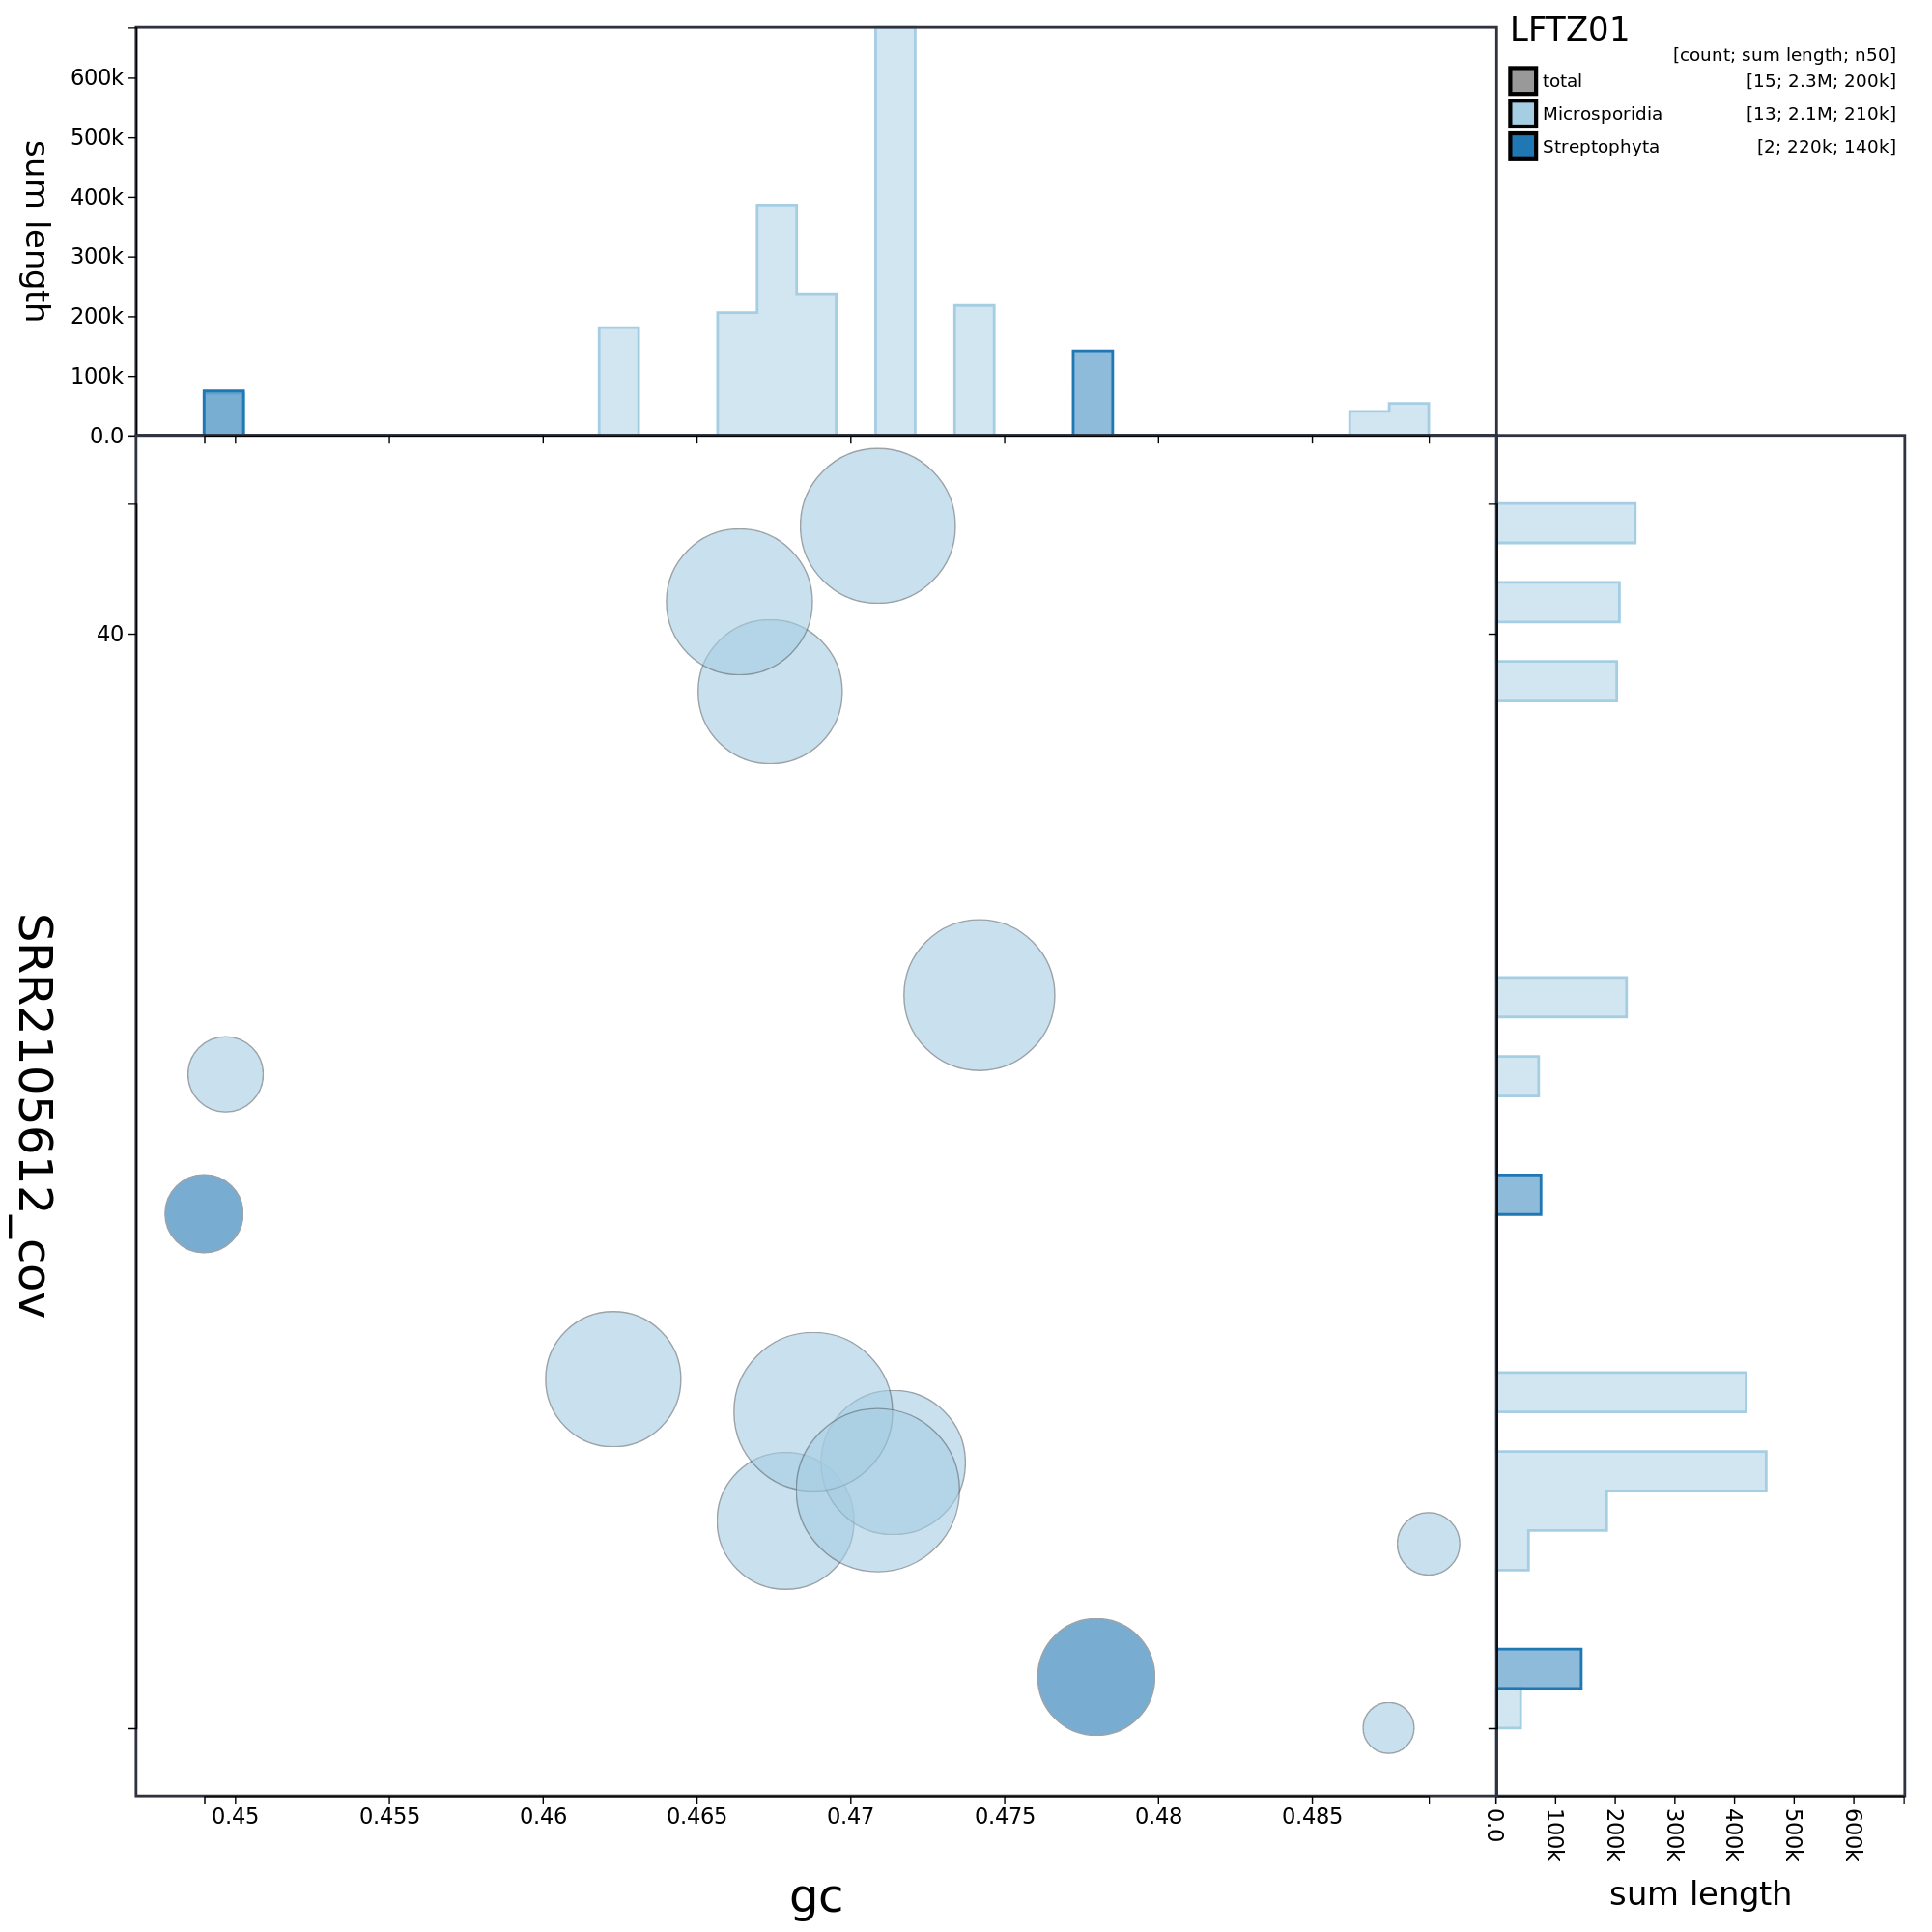 LFTZ01
[count; sum length; n50]
total [15; 2.3M; 200k]
Microsporidia [13; 2.1M; 210k]
Streptophyta [2; 220k; 140k]
sum length
600k
500k
400k
300k
200k
100k
0.0
SRR2105612_cov
40
0.45 0.455 0.46 0.465 0.47 0.475 0.48 0.485
gc
0.0 100k 200k 300k 400k 500k 600k
sum length